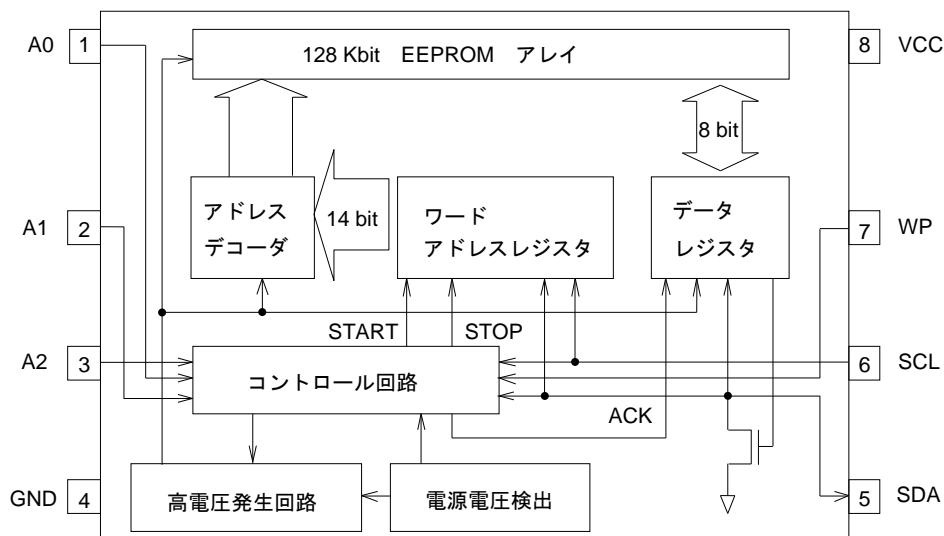 A0 1
128 Kbit EEPROM アレイ
8 VCC
8 bit
A1 2
アドレス
デコーダ
14 bit
ワード
アドレスレジスタ
データ
レジスタ
7 WP
START
STOP
A2 3
コントロール回路
6 SCL
ACK
GND 4
高電圧発生回路
電源電圧検出
5 SDA